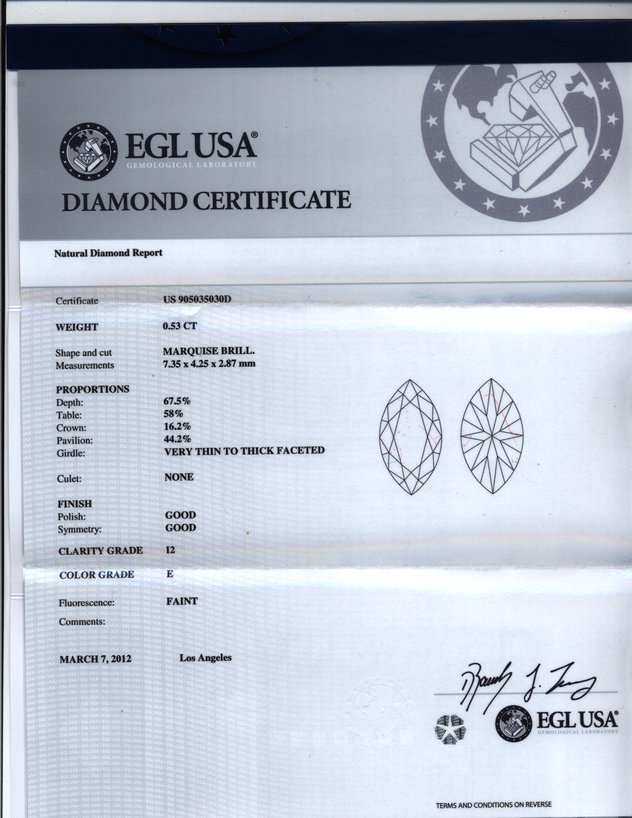 EGL USA®
GEMOLOGICAL LABORATORY
DIAMOND CERTIFICATE
Natural Diamond Report
Certificate US 905035030D
WEIGHT 0.53 CT
Shape and cut MARQUISE BRILL.
Measurements 7.35 x 4.25 x 2.87 mm
PROPORTIONS
Depth: 67.5%
Table: 58%
Crown: 16.2%
Pavilion: 44.2%
Girdle: VERY THIN TO THICK FACETED
Culet: NONE
FINISH
Polish: GOOD
Symmetry: GOOD
CLARITY GRADE I2
COLOR GRADE E
Fluorescence: FAINT
Comments:
MARCH 7, 2012 Los Angeles
EGL USA®
GEMOLOGICAL LABORATORY
TERMS AND CONDITIONS ON REVERSE